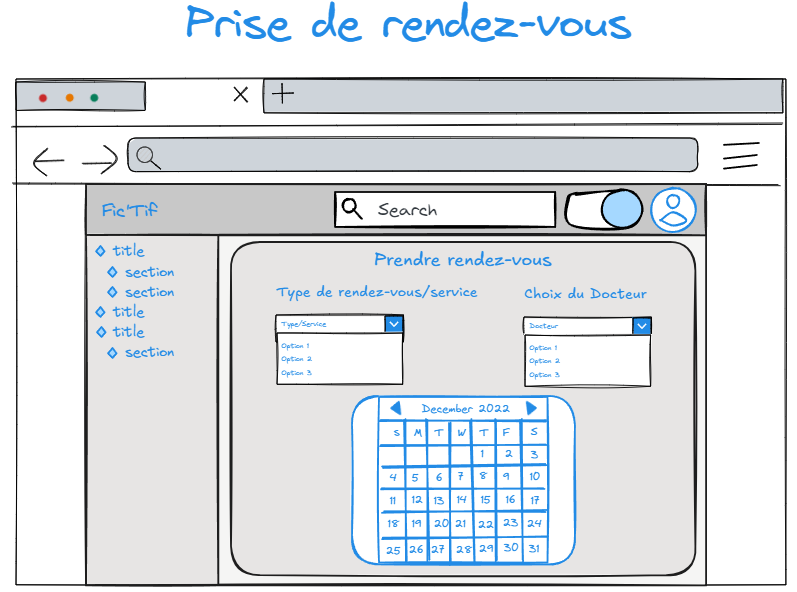 Prise de rendez-vous
Fic'Tif
Search
title
section
section
title
title
section
Prendre rendez-vous
Type de rendez-vous/service
Choix du Docteur
Type/Service
Option 1
Option 2
Option 3
Docteur
Option 1
Option 2
Option 3
December 2022
S M T W T F S
1 2 3
4 5 6 7 8 9 10
11 12 13 14 15 16 17
18 19 20 21 22 23 24
25 26 27 28 29 30 31